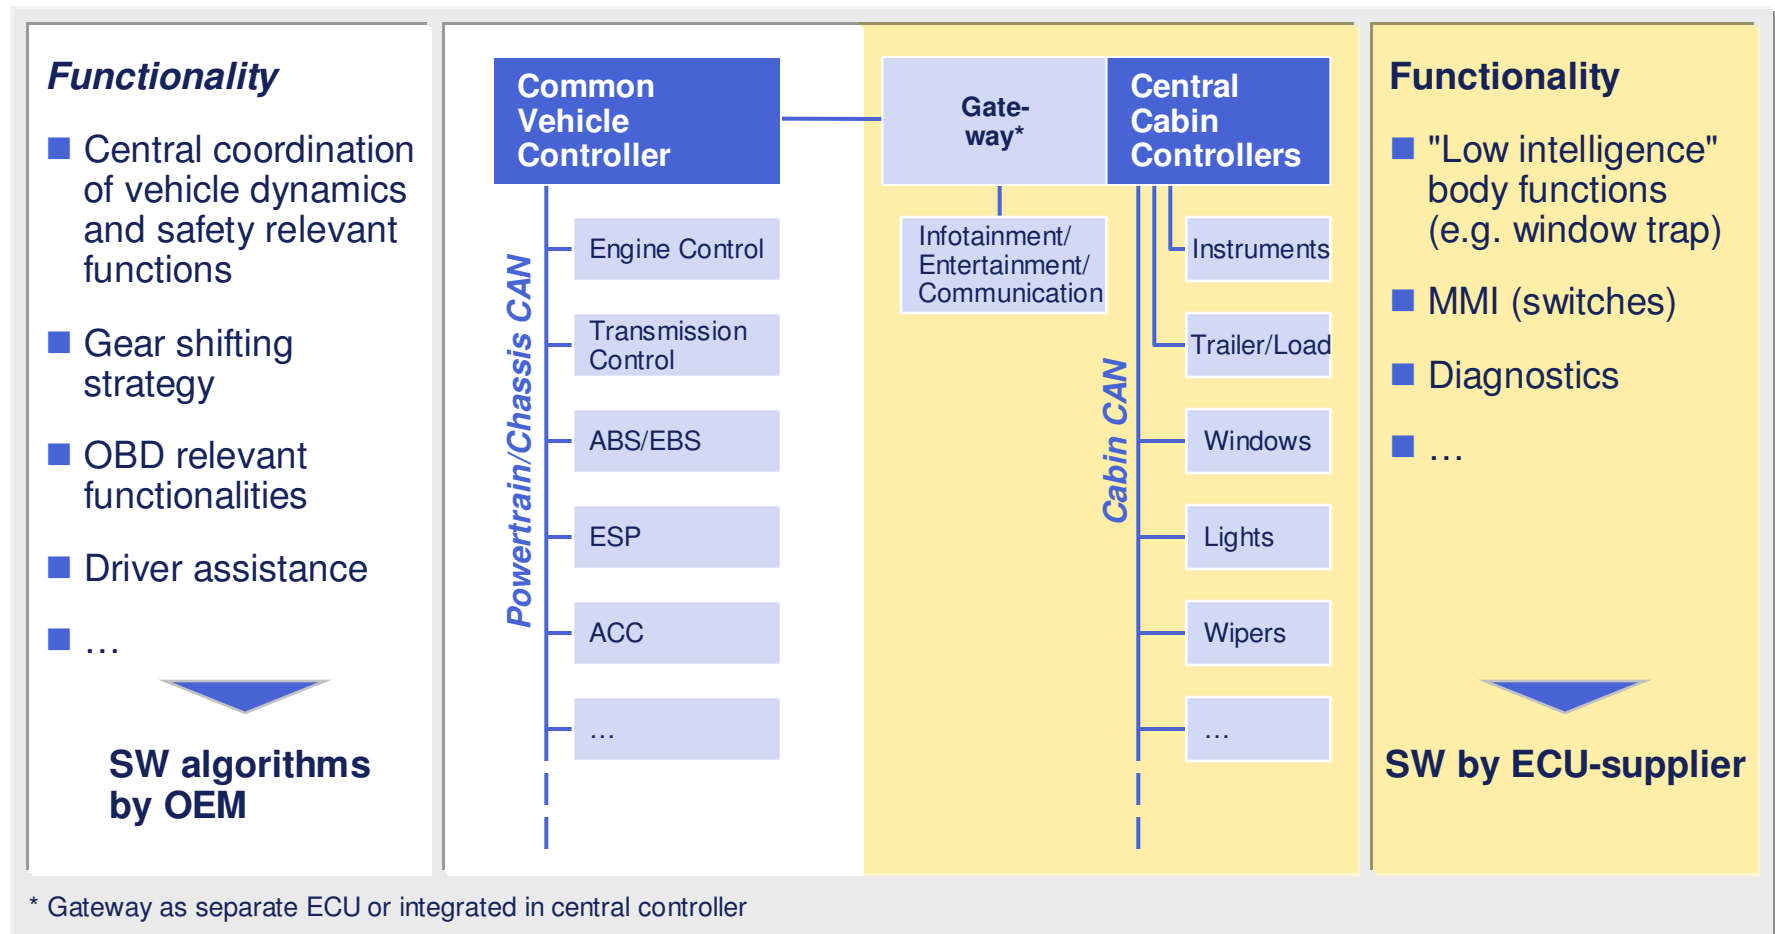 Functionality
■ Central coordination
of vehicle dynamics
and safety relevant
functions
■ Gear shifting
strategy
■ OBD relevant
functionalities
■ Driver assistance
■ …
SW algorithms
by OEM
Common
Vehicle
Controller
Powertrain/Chassis CAN
Engine Control
Transmission
Control
ABS/EBS
ESP
ACC
…
Gate-
way*
Infotainment/
Entertainment/
Communication
Central
Cabin
Controllers
Cabin CAN
Instruments
Trailer/Load
Windows
Lights
Wipers
…
Functionality
■ "Low intelligence"
body functions
(e.g. window trap)
■ MMI (switches)
■ Diagnostics
■ …
SW by ECU-supplier
* Gateway as separate ECU or integrated in central controller